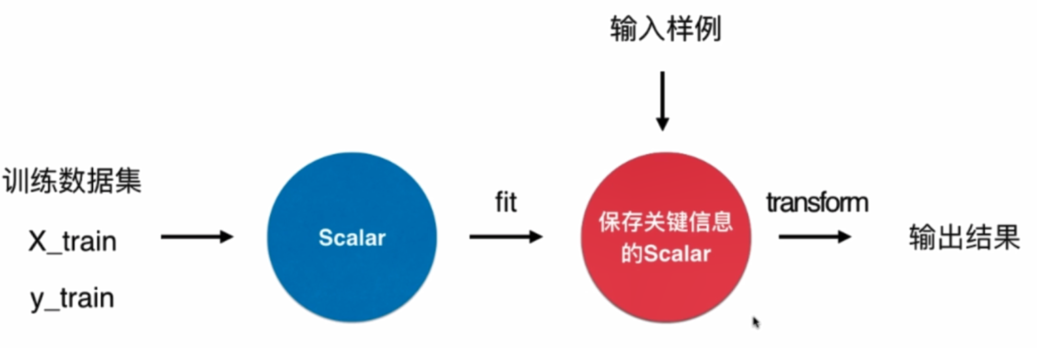 输入样例
训练数据集
X_train
y_train
Scalar
fit
保存关键信息
的Scalar
transform
输出结果